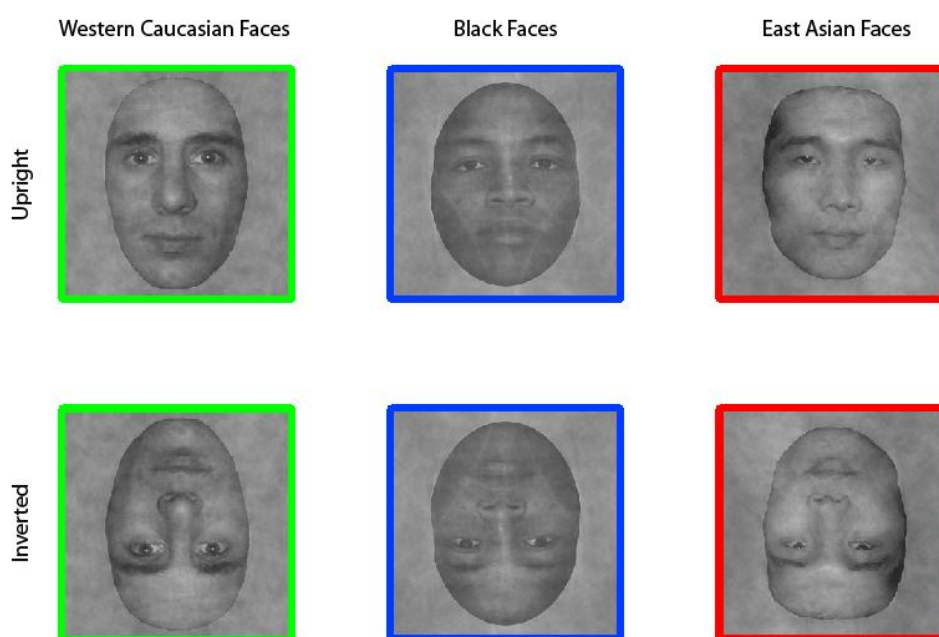 Western Caucasian Faces
Black Faces
East Asian Faces
Upright
Inverted